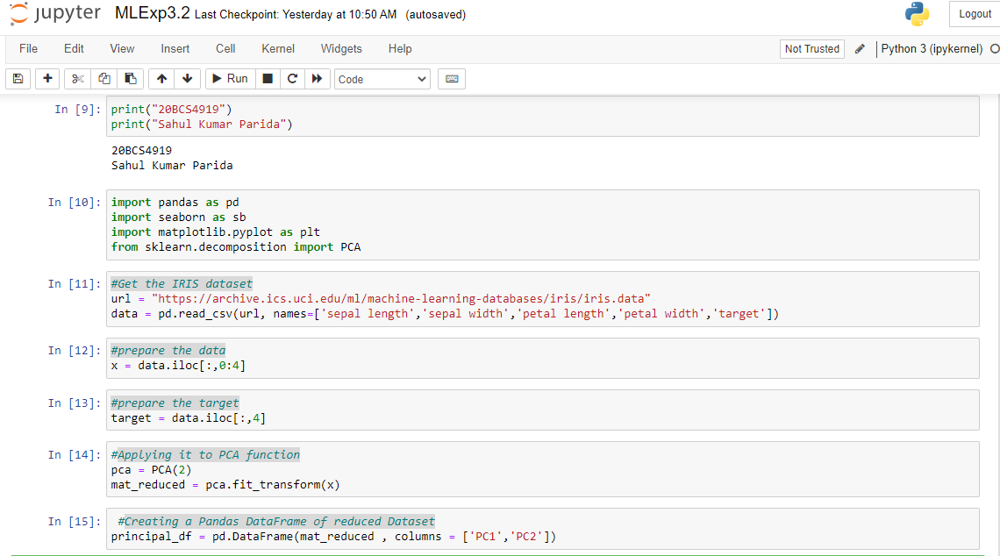 jupyter MLExp3.2 Last Checkpoint: Yesterday at 10:50 AM (autosaved) Logout
File Edit View Insert Cell Kernel Widgets Help Not Trusted Python 3 (ipykernel)
Run Code
In [9]: print("20BCS4919")
print("Sahul Kumar Parida")
20BCS4919
Sahul Kumar Parida
In [10]: import pandas as pd
import seaborn as sb
import matplotlib.pyplot as plt
from sklearn.decomposition import PCA
In [11]: #Get the IRIS dataset
url = "https://archive.ics.uci.edu/ml/machine-learning-databases/iris/iris.data"
data = pd.read_csv(url, names=['sepal length','sepal width','petal length','petal width','target'])
In [12]: #prepare the data
x = data.iloc[:,0:4]
In [13]: #prepare the target
target = data.iloc[:,4]
In [14]: #Applying it to PCA function
pca = PCA(2)
mat_reduced = pca.fit_transform(x)
In [15]: #Creating a Pandas DataFrame of reduced Dataset
principal_df = pd.DataFrame(mat_reduced , columns = ['PC1','PC2'])